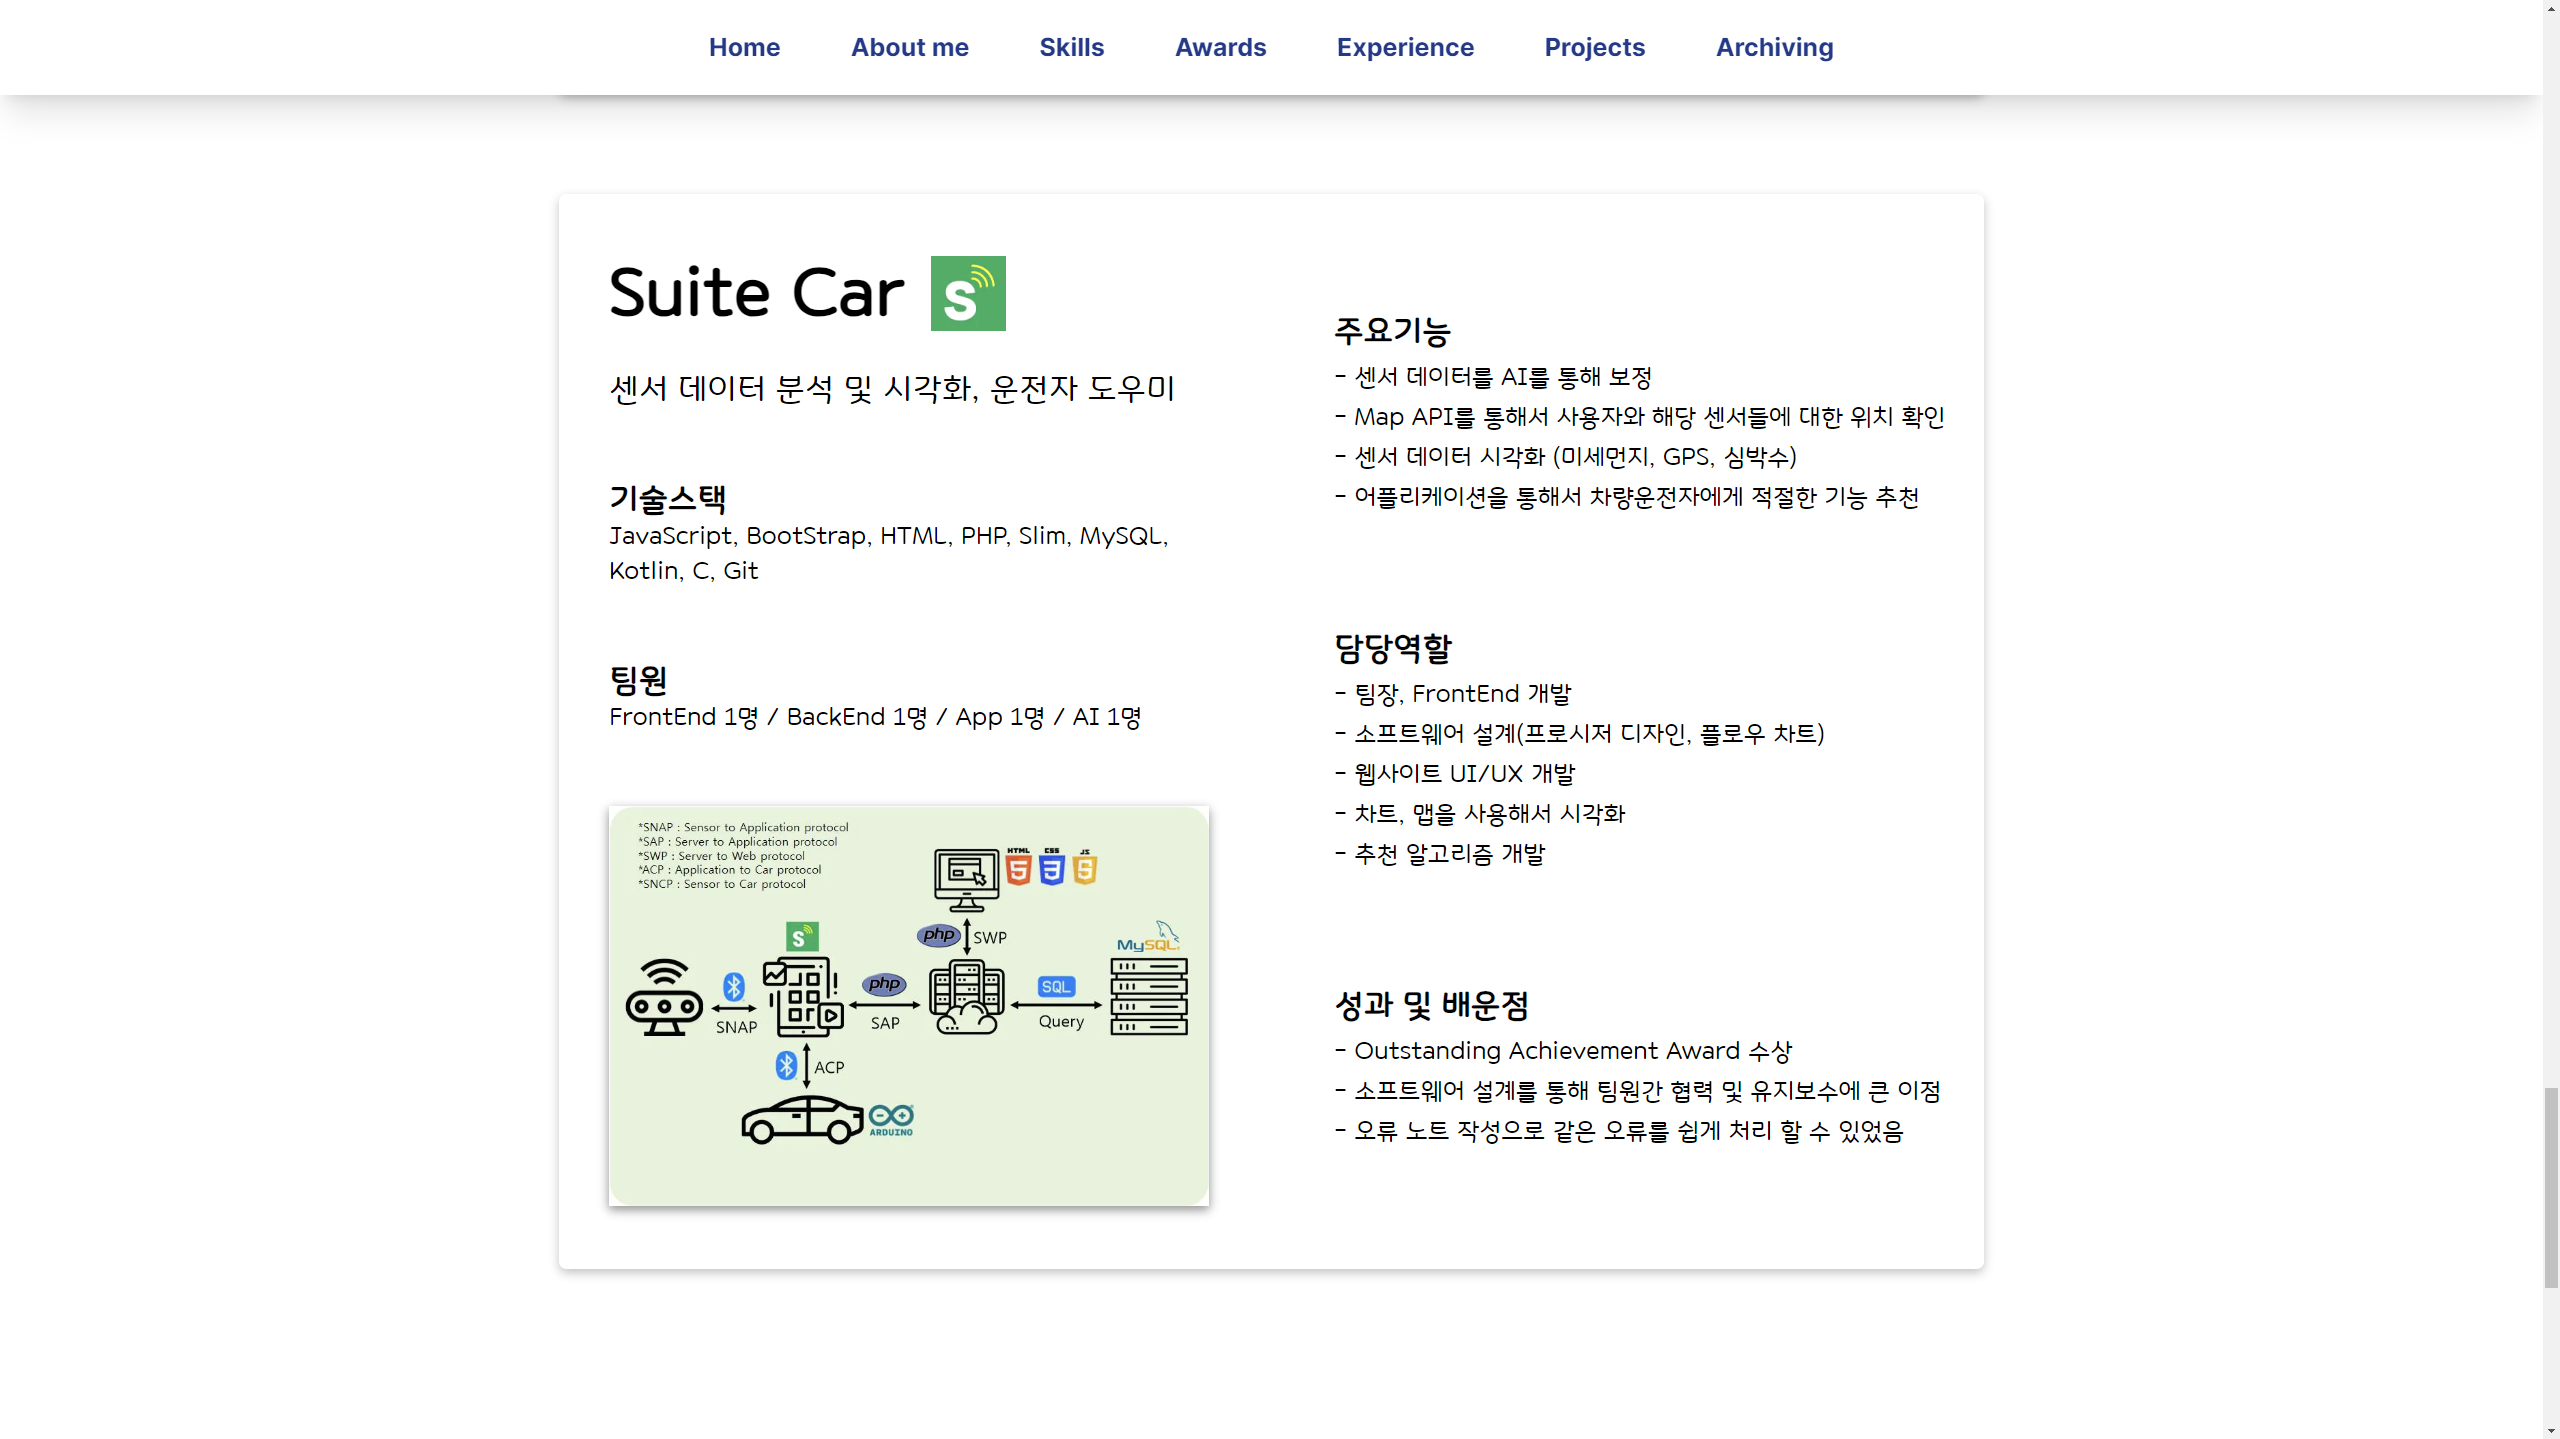 Home About me Skills Awards Experience Projects Archiving
Suite Car S
센서 데이터 분석 및 시각화, 운전자 도우미
기술스택
JavaScript, BootStrap, HTML, PHP, Slim, MySQL,
Kotlin, C, Git
팀원
FrontEnd 1명 / BackEnd 1명 / App 1명 / AI 1명
*SNAP : Sensor to Application protocol
*SAP : Server to Application protocol
*SWP : Server to Web protocol
*ACP : Application to Car protocol
*SNCP : Sensor to Car protocol
HTML CSS JS
5 3 5
php SWP
MySQL
S
php
SQL
SNAP
SAP
Query
ACP
ARDUINO
주요기능
- 센서 데이터를 AI를 통해 보정
- Map API를 통해서 사용자와 해당 센서들에 대한 위치 확인
- 센서 데이터 시각화 (미세먼지, GPS, 심박수)
- 어플리케이션을 통해서 차량운전자에게 적절한 기능 추천
담당역할
- 팀장, FrontEnd 개발
- 소프트웨어 설계(프로시저 디자인, 플로우 차트)
- 웹사이트 UI/UX 개발
- 차트, 맵을 사용해서 시각화
- 추천 알고리즘 개발
성과 및 배운점
- Outstanding Achievement Award 수상
- 소프트웨어 설계를 통해 팀원간 협력 및 유지보수에 큰 이점
- 오류 노트 작성으로 같은 오류를 쉽게 처리 할 수 있었음